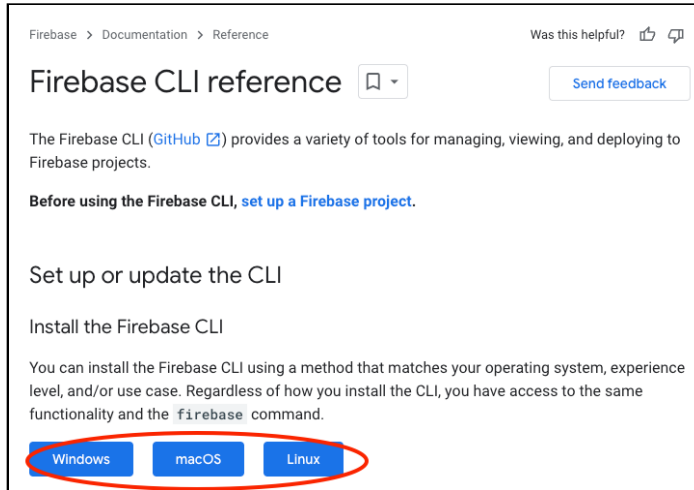 Firebase > Documentation > Reference
Was this helpful?
Firebase CLI reference
Send feedback
The Firebase CLI (GitHub) provides a variety of tools for managing, viewing, and deploying to
Firebase projects.
Before using the Firebase CLI, set up a Firebase project.
Set up or update the CLI
Install the Firebase CLI
You can install the Firebase CLI using a method that matches your operating system, experience
level, and/or use case. Regardless of how you install the CLI, you have access to the same
functionality and the firebase command.
Windows macOS Linux